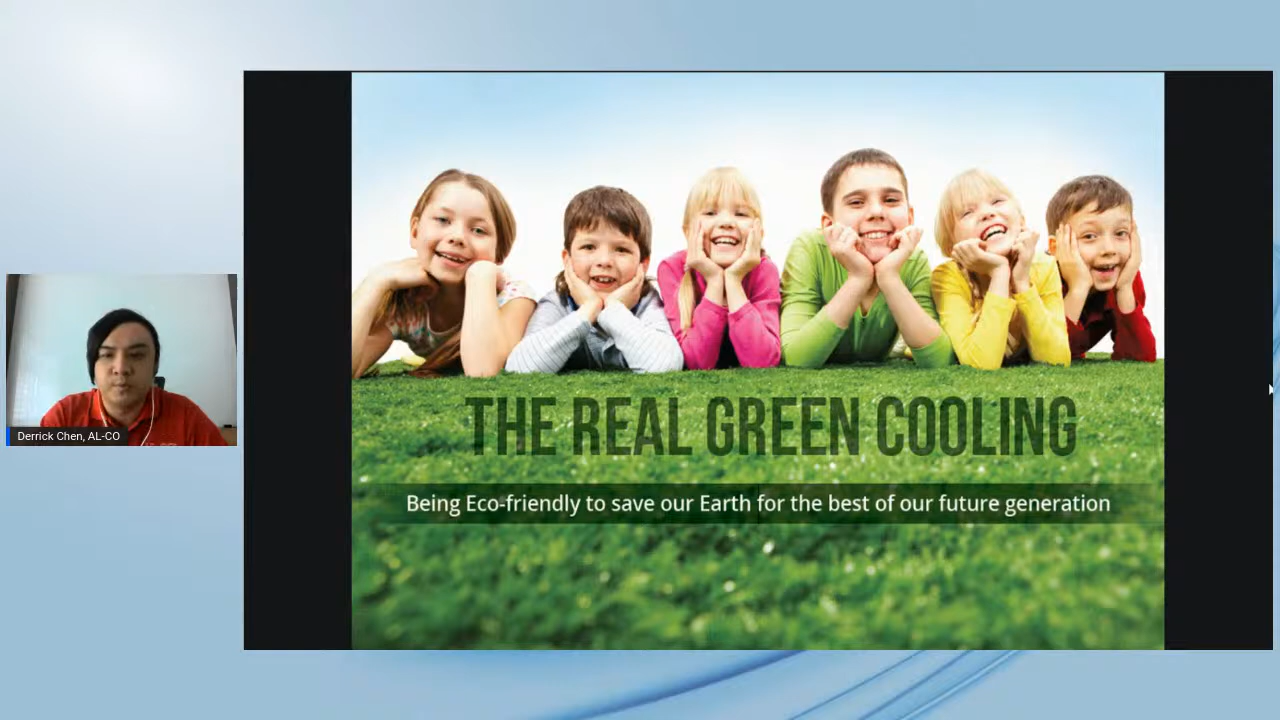 THE REAL GREEN COOLING
Being Eco-friendly to save our Earth for the best of our future generation
Derrick Chen, AL-CO